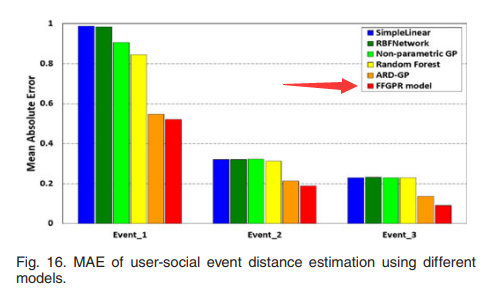 1
0.8
0.6
0.4
0.2
0
Mean Absolute Error
SimpleLinear
RBFNetwork
Non-parametric GP
Random Forest
ARD-GP
FFGPR model
Event_1
Event_2
Event_3
Fig. 16. MAE of user-social event distance estimation using different
models.